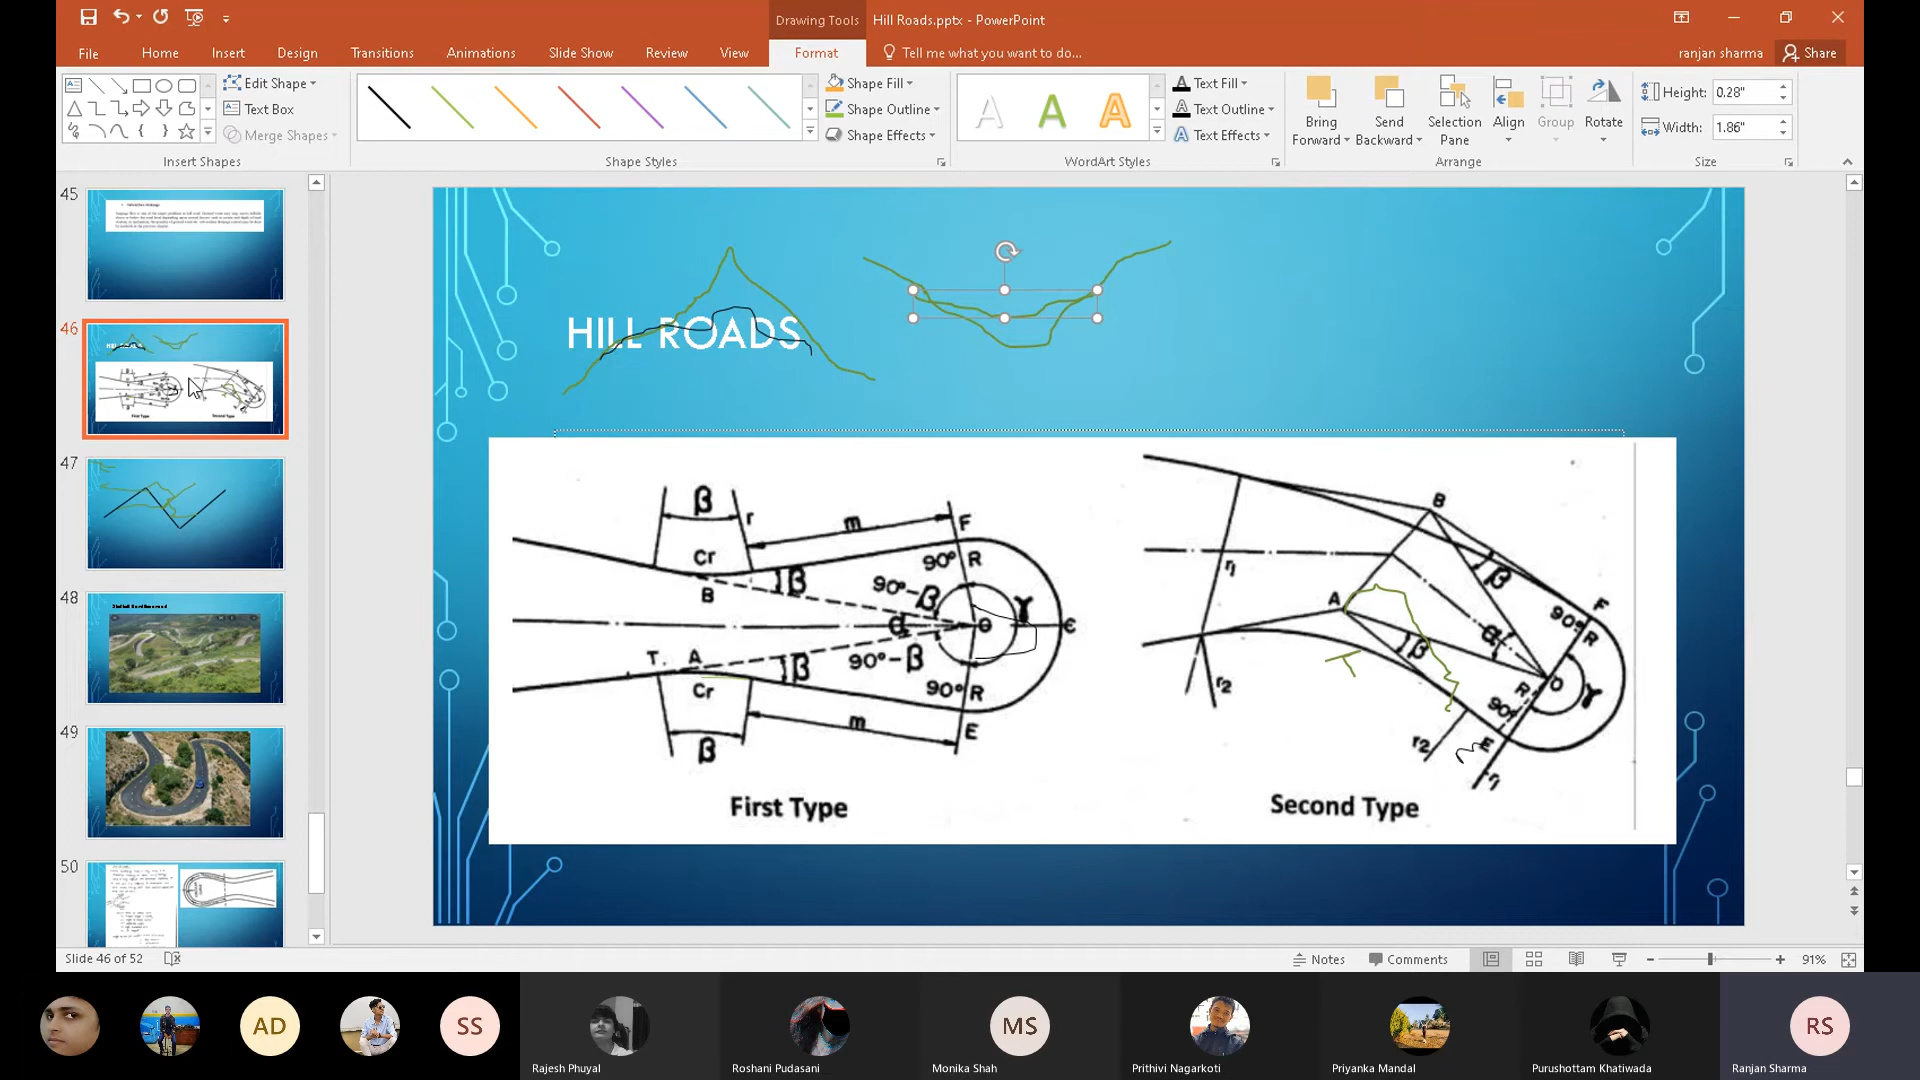 Drawing Tools
Hill Roads.pptx - PowerPoint
File
Home
Insert
Design
Transitions
Animations
Slide Show
Review
View
Format
Tell me what you want to do...
ranjan sharma
Share
Edit Shape
Text Box
Merge Shapes
Insert Shapes
Shape Fill
Shape Outline
Shape Effects
Shape Styles
A
A
A
Text Fill
Text Outline
Text Effects
WordArt Styles
Bring Forward
Send Backward
Selection Pane
Align
Group
Rotate
Arrange
Height: 0.28"
Width: 1.86"
Size
45
46
47
48
49
50
HILL ROADS
β
r
m
F
Cr
β
90°
R
B
90°-β
α
O
γ
C
T.
A
β
90°-β
Cr
90°
R
m
E
β
First Type
B
r1
β
A
F
90°
R
α
β
O
R
γ
90°
r2
r2
E
r1
Second Type
Slide 46 of 52
Notes
Comments
91%
AD
SS
MS
RS
Rajesh Phuyal
Roshani Pudasani
Monika Shah
Prithivi Nagarkoti
Priyanka Mandal
Purushottam Khatiwada
Ranjan Sharma